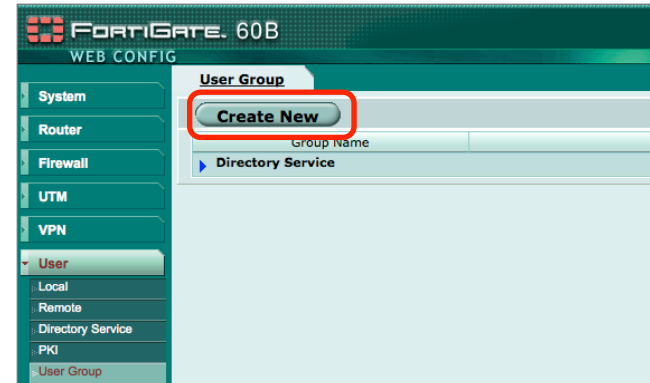 FORTIGATE. 60B
WEB CONFIG
User Group
Create New
Group Name
Directory Service
System
Router
Firewall
UTM
VPN
User
Local
Remote
Directory Service
PKI
User Group